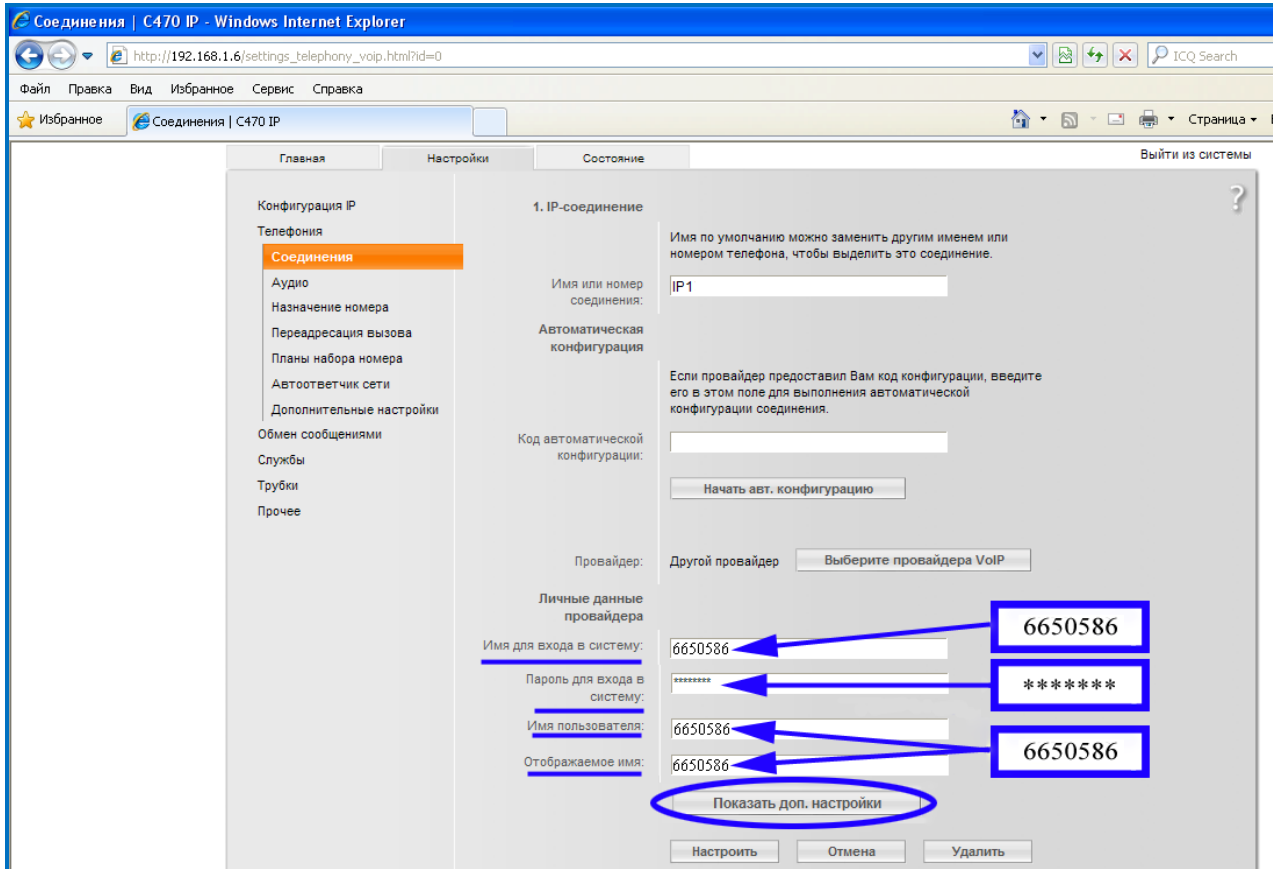 Соединения | C470 IP - Windows Internet Explorer
http://192.168.1.6/settings_telephony_voip.html?id=0
ICQ Search
Файл Правка Вид Избранное Сервис Справка
Избранное
Соединения | C470 IP
Страница
Главная
Настройки
Состояние
Выйти из системы
?
Конфигурация IP
Телефония
Соединения
Аудио
Назначение номера
Переадресация вызова
Планы набора номера
Автоответчик сети
Дополнительные настройки
Обмен сообщениями
Службы
Трубки
Прочее
1. IP-соединение
Имя по умолчанию можно заменить другим именем или
номером телефона, чтобы выделить это соединение.
Имя или номер
соединения:
IP1
Автоматическая
конфигурация
Если провайдер предоставил Вам код конфигурации, введите
его в этом поле для выполнения автоматической
конфигурации соединения.
Код автоматической
конфигурации:
Начать авт. конфигурацию
Провайдер:
Другой провайдер
Выберите провайдера VoIP
Личные данные
провайдера
Имя для входа в систему:
6650586
6650586
Пароль для входа в
систему:
********
*******
Имя пользователя:
6650586
6650586
Отображаемое имя:
6650586
Показать доп. настройки
Настроить
Отмена
Удалить